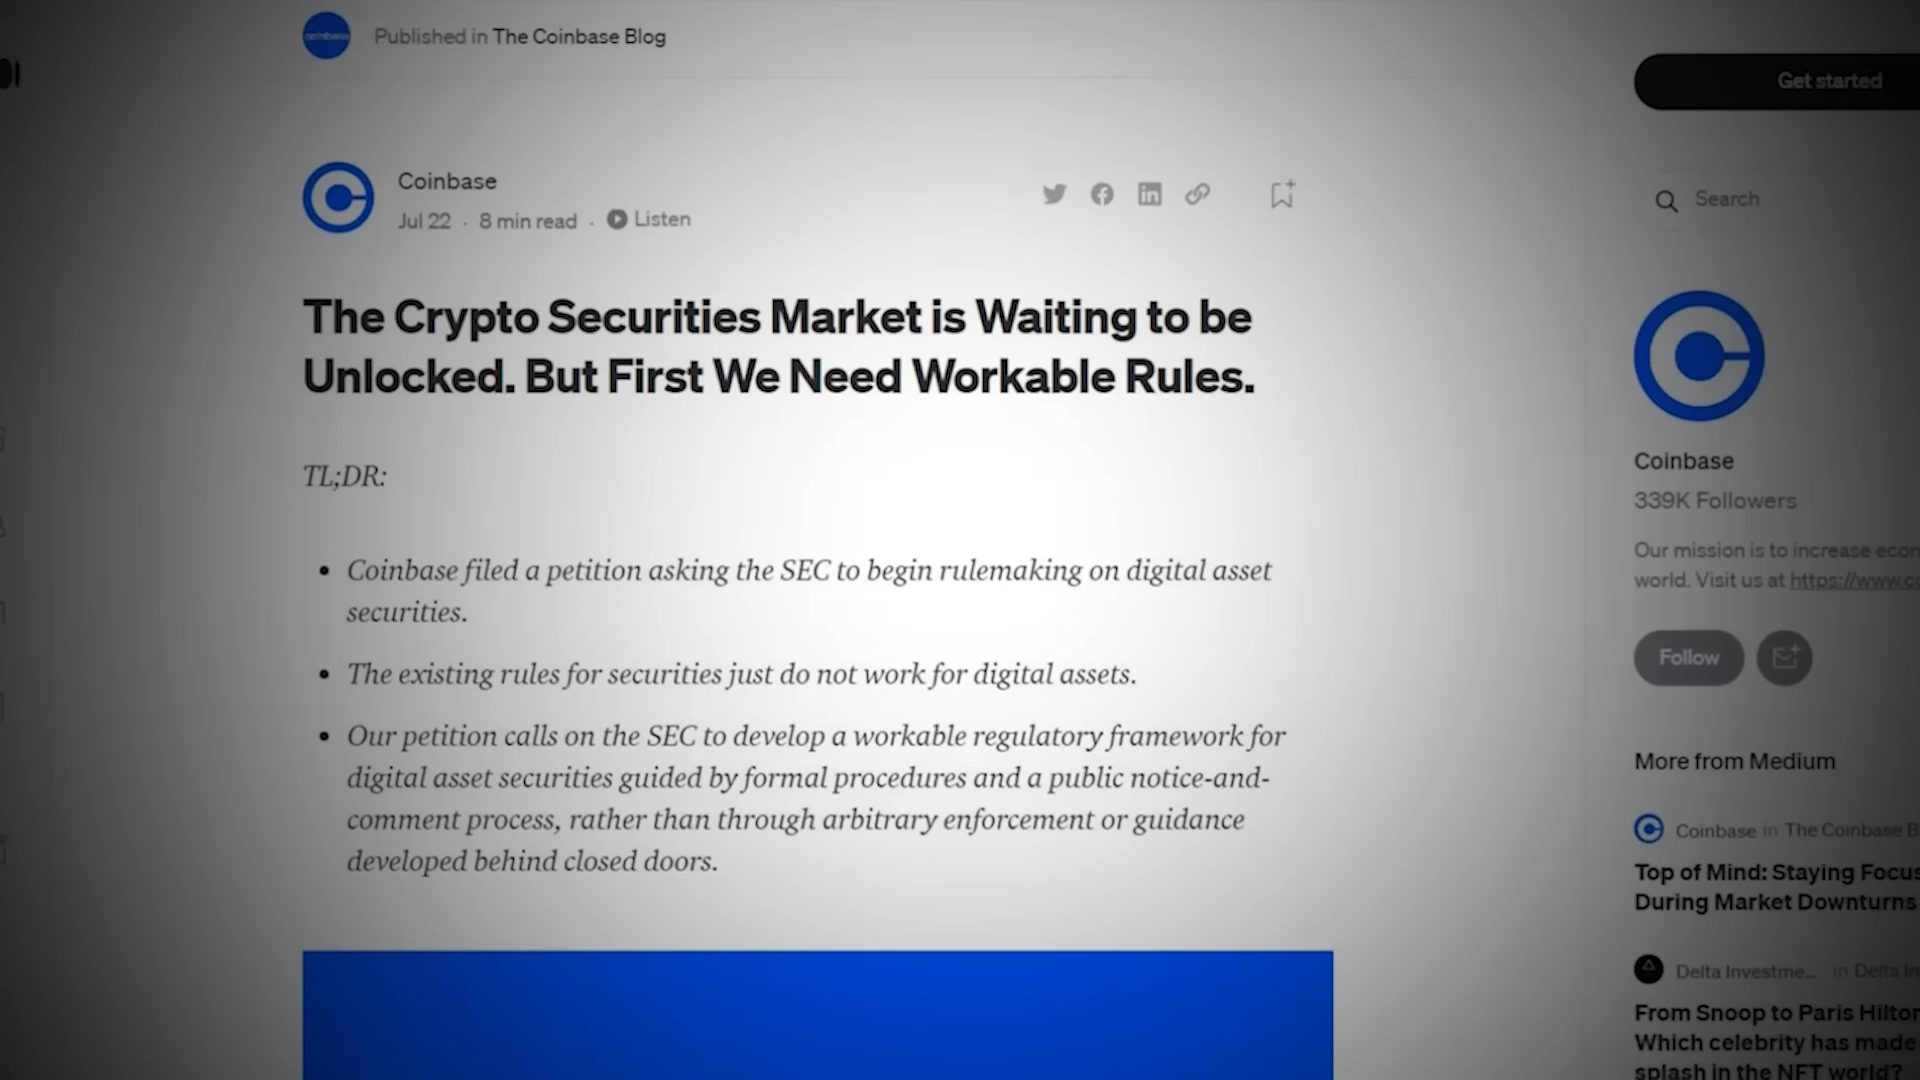 Published in The Coinbase Blog
Get started
Coinbase
Jul 22 · 8 min read · Listen
Search
The Crypto Securities Market is Waiting to be
Unlocked. But First We Need Workable Rules.
TL;DR:
• Coinbase filed a petition asking the SEC to begin rulemaking on digital asset
securities.
• The existing rules for securities just do not work for digital assets.
• Our petition calls on the SEC to develop a workable regulatory framework for
digital asset securities guided by formal procedures and a public notice-and-
comment process, rather than through arbitrary enforcement or guidance
developed behind closed doors.
Coinbase
339K Followers
Our mission is to increase econ
world. Visit us at https://www.co
Follow
More from Medium
Coinbase in The Coinbase B
Top of Mind: Staying Focus
During Market Downturns
Delta Investme... in Delta In
From Snoop to Paris Hilton
Which celebrity has made
splash in the NFT world?